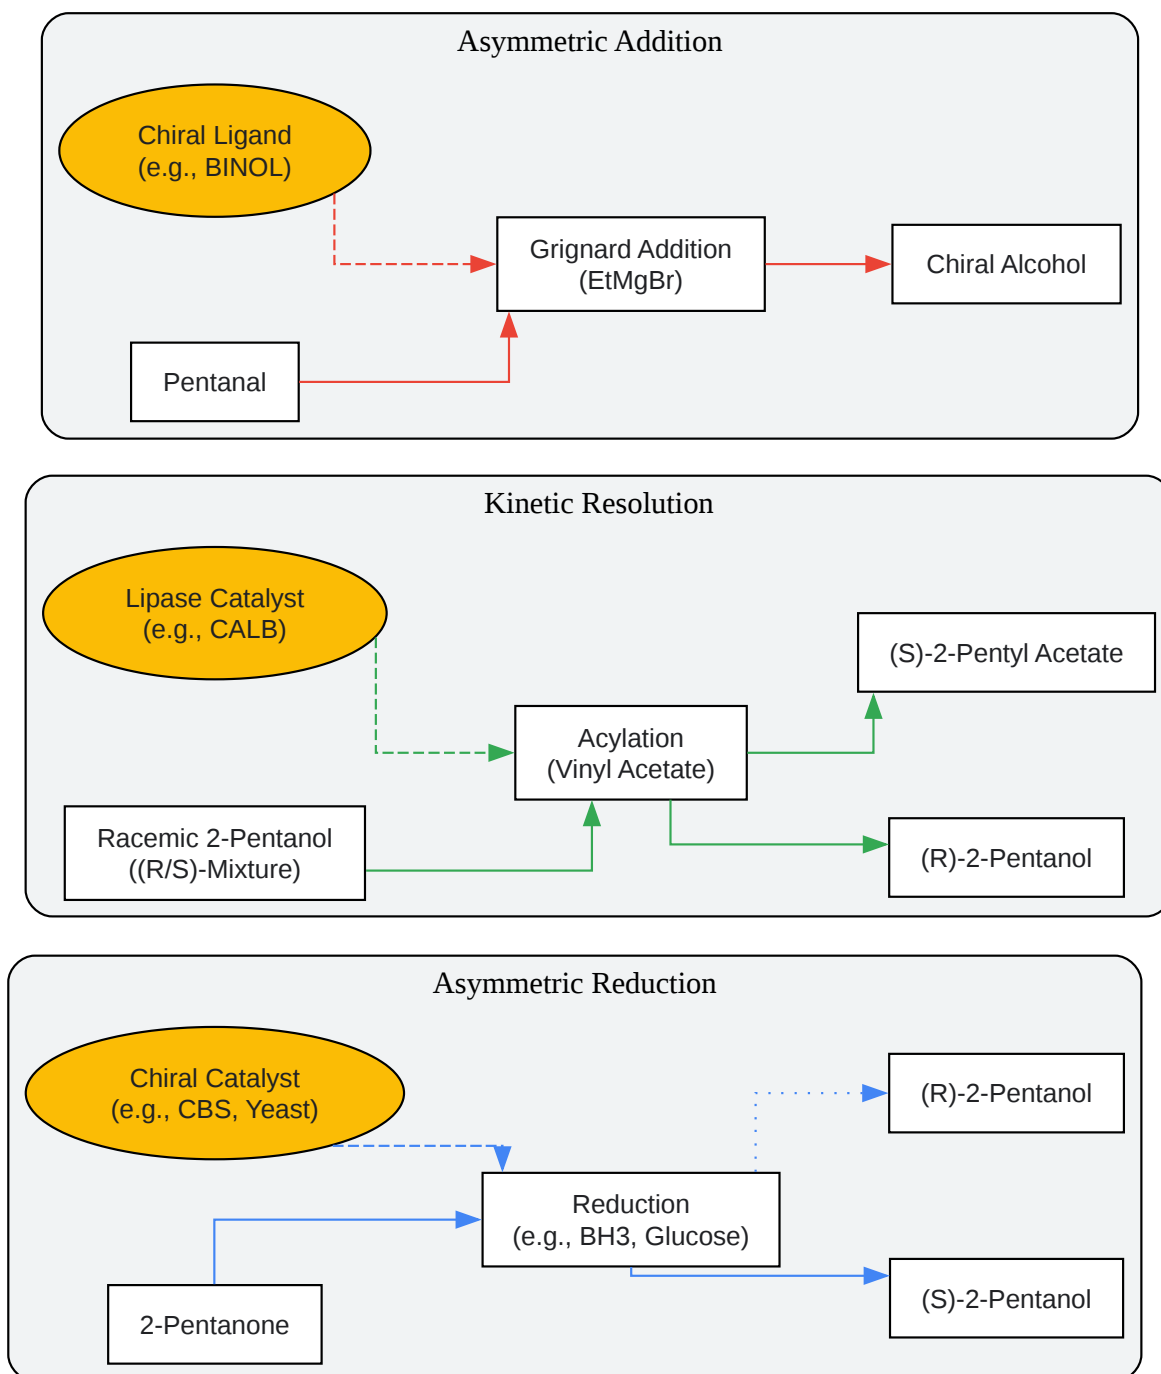 Asymmetric Addition
Chiral Ligand
(e.g., BINOL)
Grignard Addition
(EtMgBr)
Chiral Alcohol
Pentanal
Kinetic Resolution
Lipase Catalyst
(e.g., CALB)
(S)-2-Pentyl Acetate
Acylation
(Vinyl Acetate)
Racemic 2-Pentanol
((R/S)-Mixture)
(R)-2-Pentanol
Asymmetric Reduction
Chiral Catalyst
(e.g., CBS, Yeast)
(R)-2-Pentanol
Reduction
(e.g., BH3, Glucose)
2-Pentanone
(S)-2-Pentanol